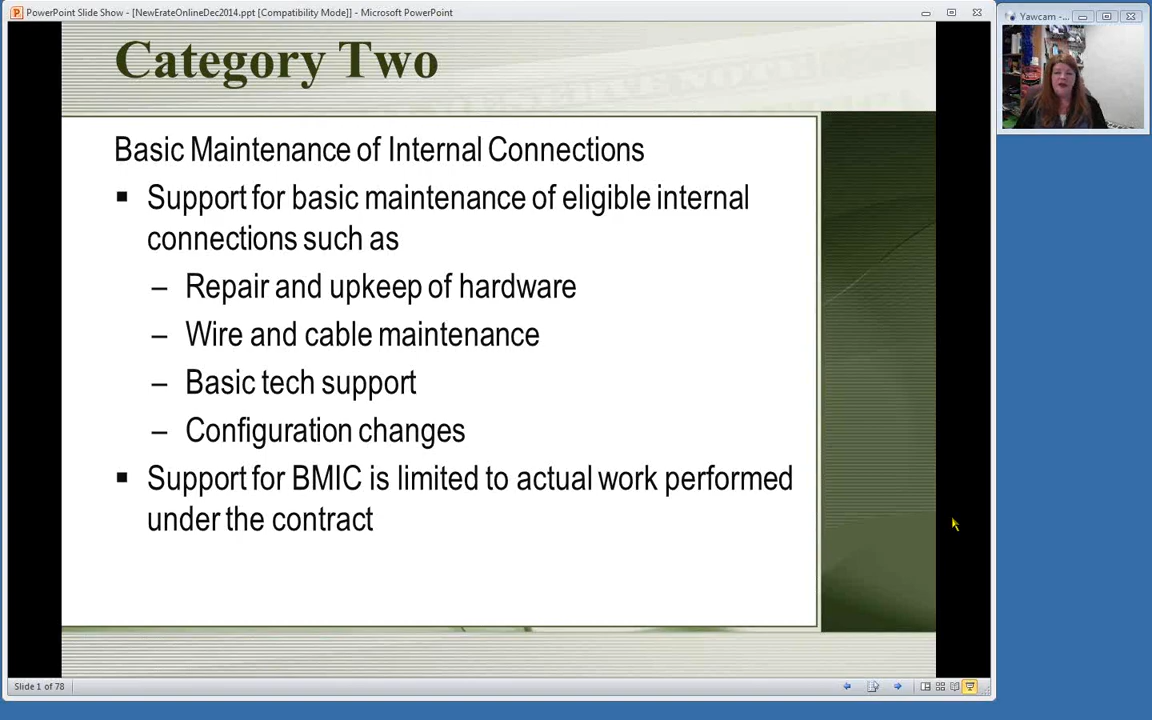 PowerPoint Slide Show - [NewErateOnlineDec2014.ppt [Compatibility Mode]] - Microsoft PowerPoint
Yawcam -...
Category Two
Basic Maintenance of Internal Connections
Support for basic maintenance of eligible internal
connections such as
– Repair and upkeep of hardware
– Wire and cable maintenance
– Basic tech support
– Configuration changes
Support for BMIC is limited to actual work performed
under the contract
Slide 1 of 78